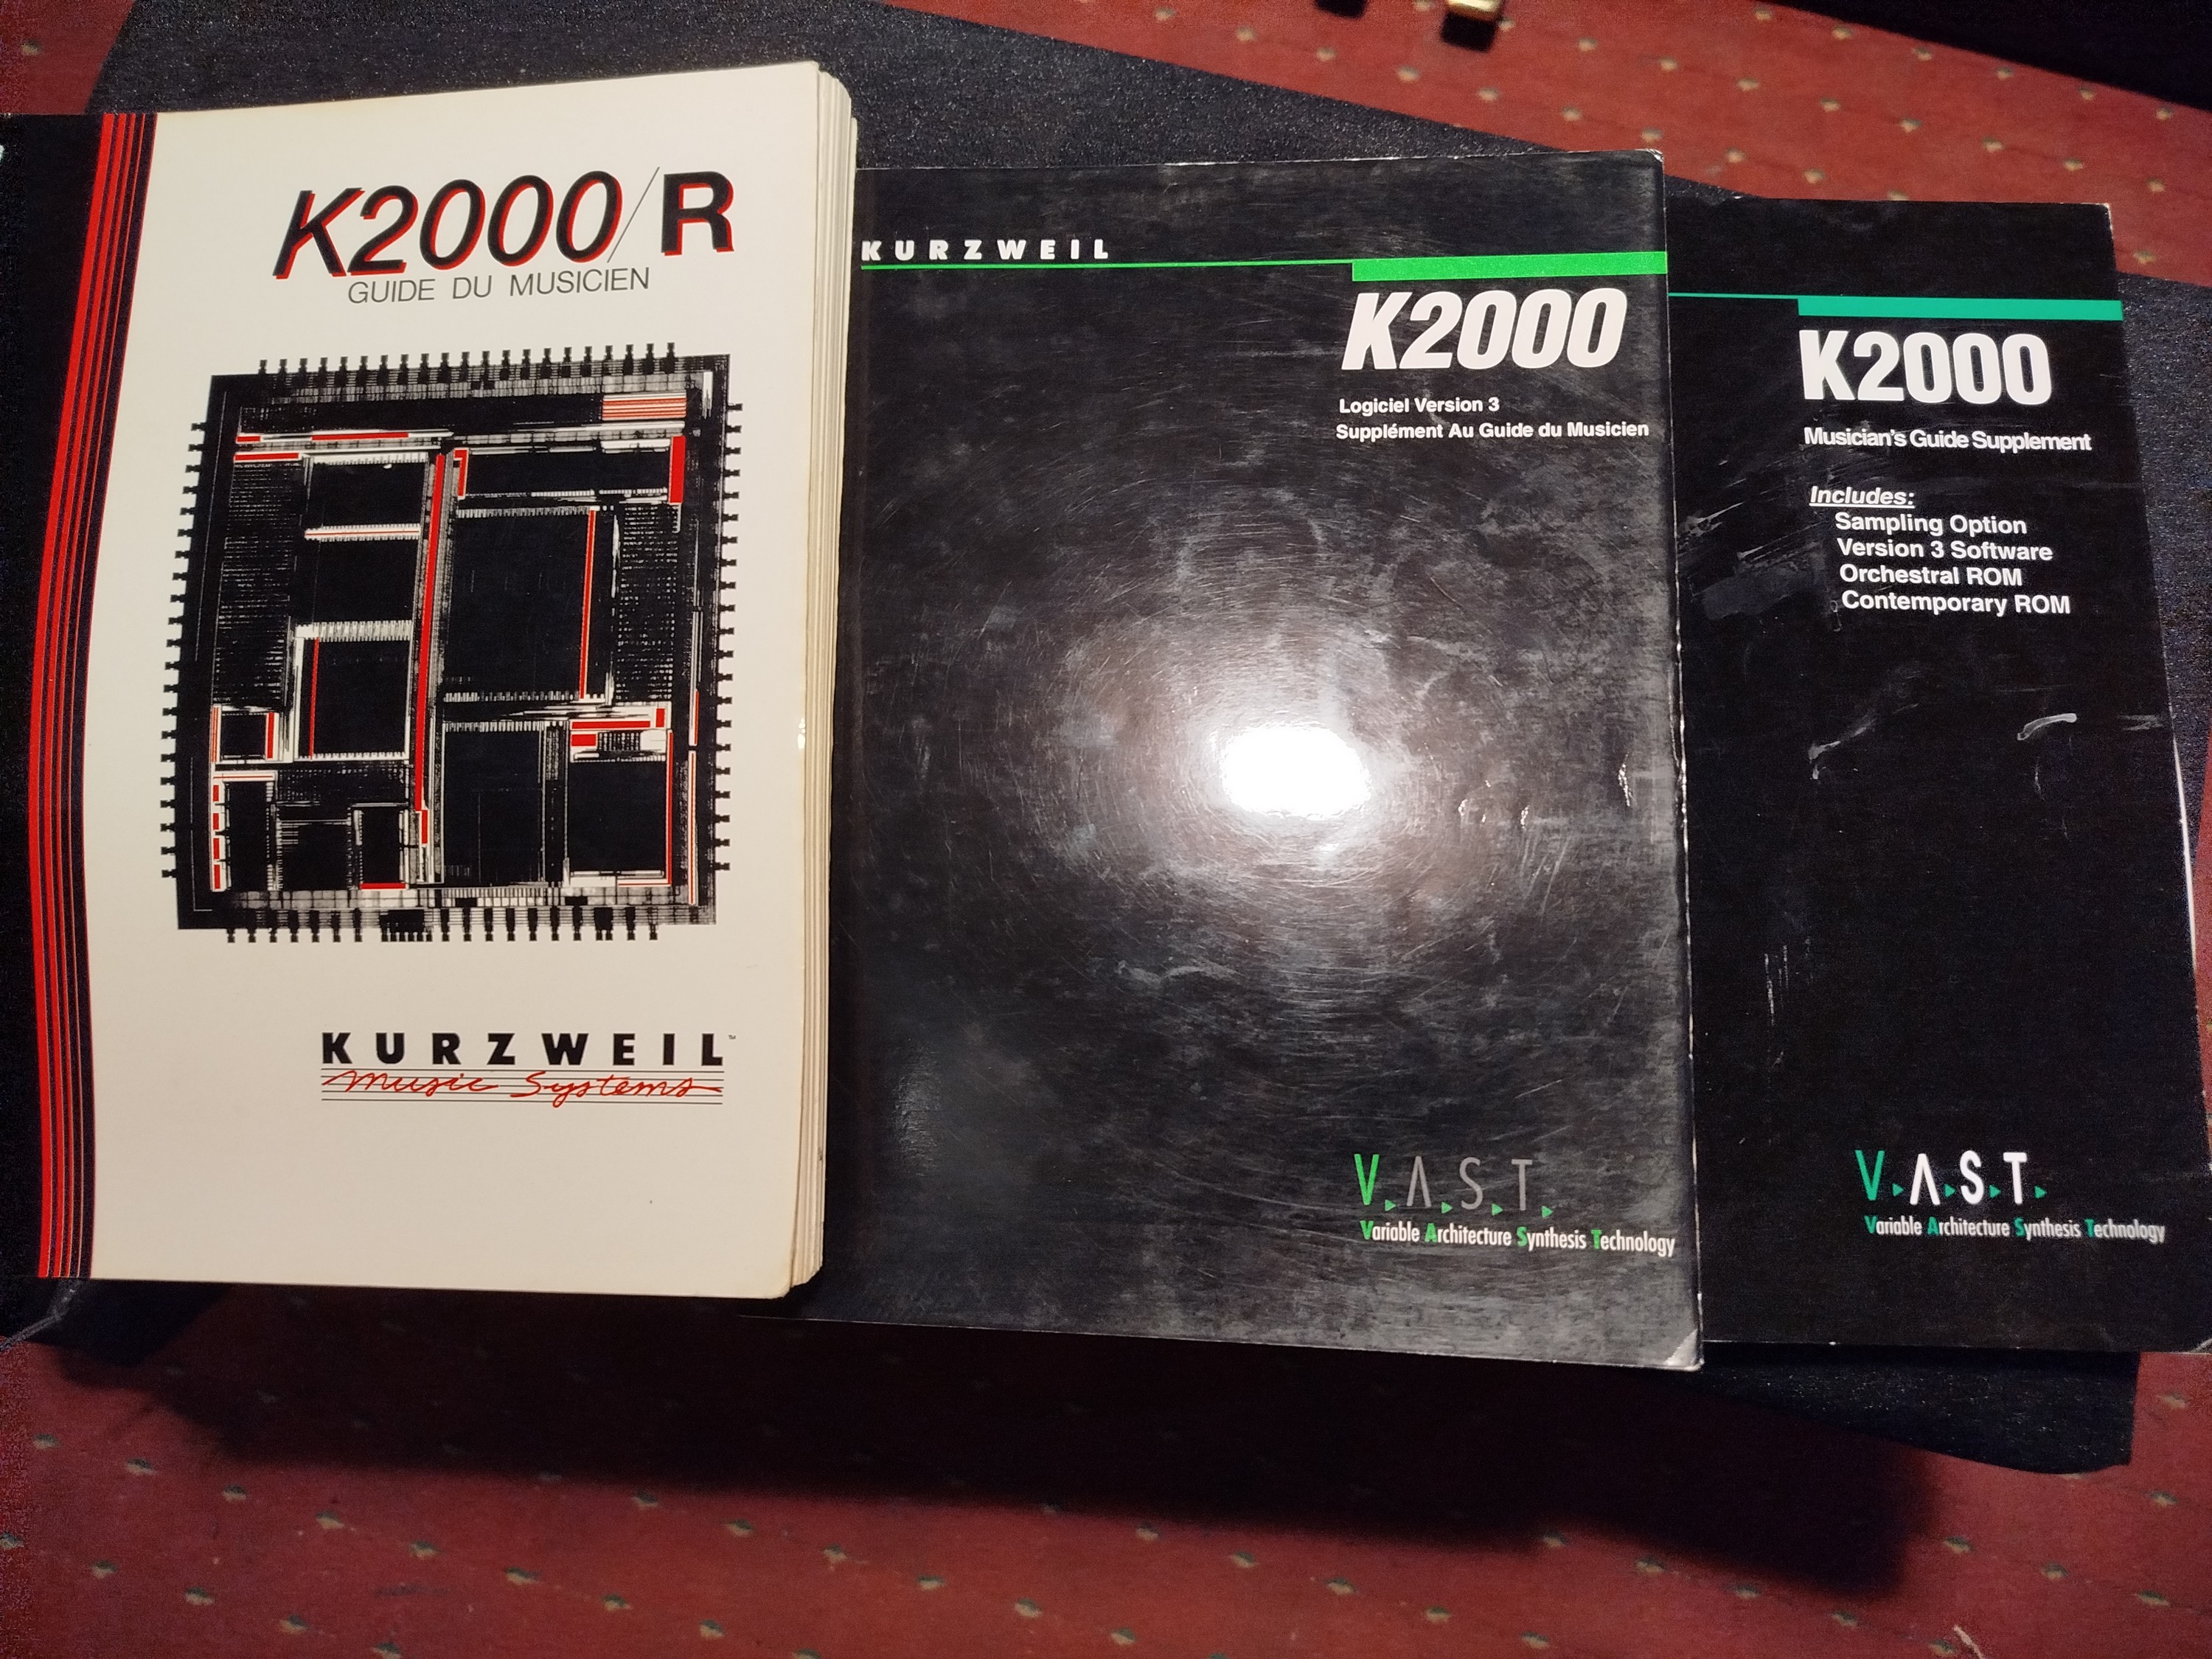 K2000/R
GUIDE DU MUSICIEN
KURZWEIL™
Music Systems
KURZWEIL
K2000
Logiciel Version 3
Supplément Au Guide du Musicien
V.A.S.T.
Variable Architecture Synthesis Technology
K2000
Musician's Guide Supplement
Includes:
Sampling Option
Version 3 Software
Orchestral ROM
Contemporary ROM
V.A.S.T.
Variable Architecture Synthesis Technology